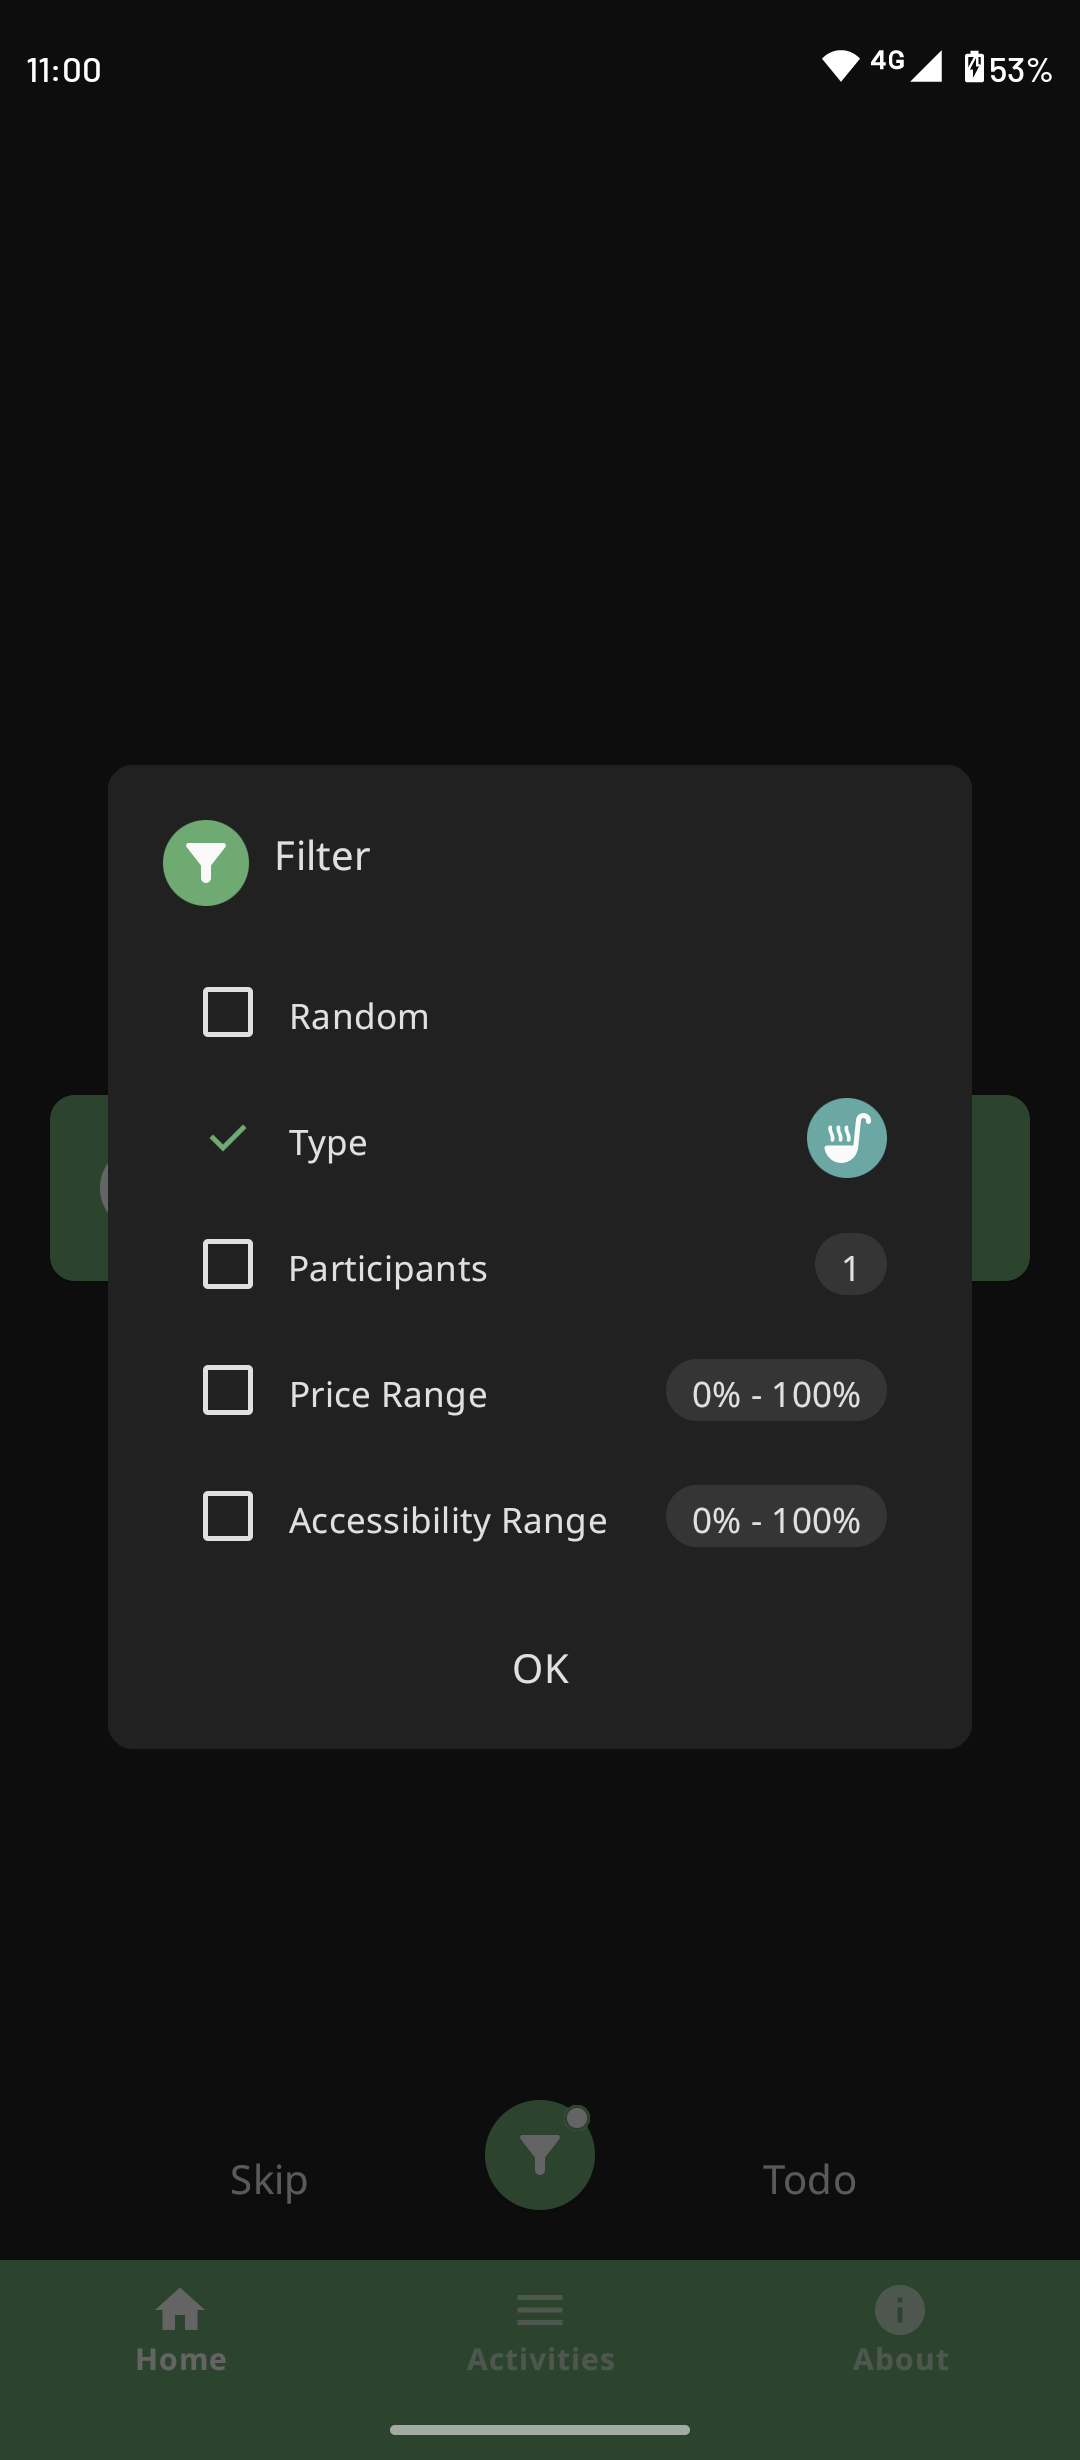 11:00
4G 53%
Filter
Random
Type
Participants 1
Price Range 0% - 100%
Accessibility Range 0% - 100%
OK
Skip Todo
Home Activities About